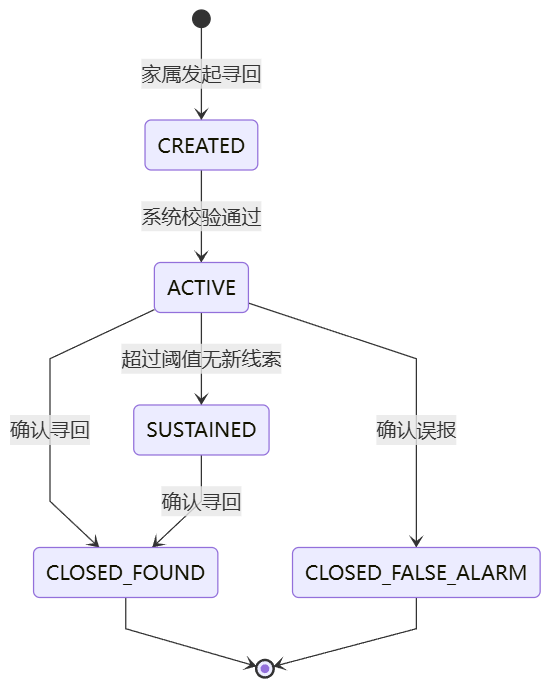 家属发起寻回
CREATED
系统校验通过
ACTIVE
超过阈值无新线索
确认寻回
SUSTAINED
确认误报
确认寻回
CLOSED_FOUND
CLOSED_FALSE_ALARM